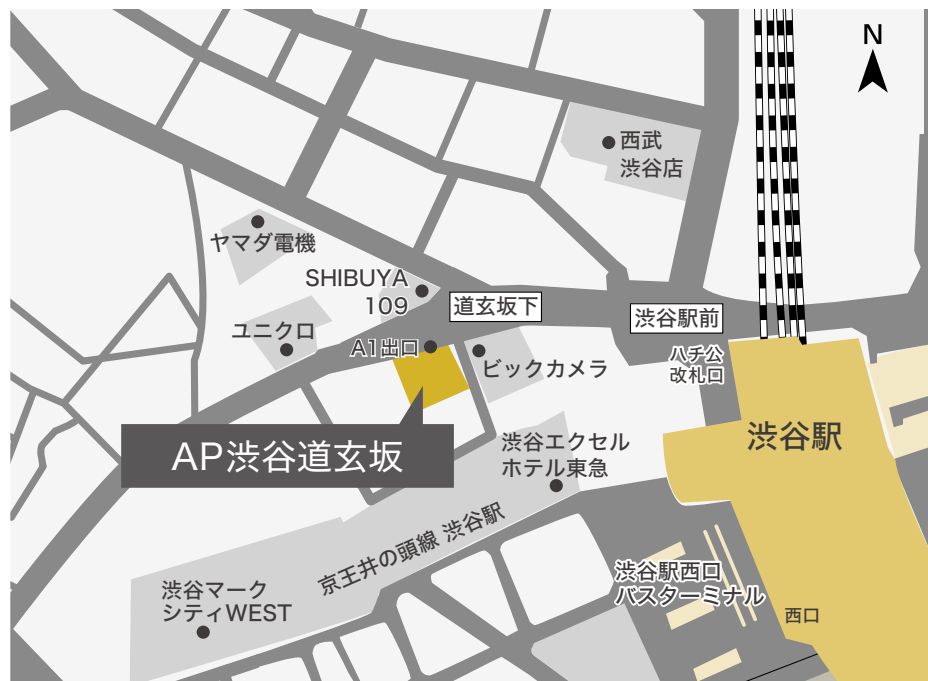 N
西武
渋谷店
ヤマダ電機
SHIBUYA
109
道玄坂下
渋谷駅前
ユニクロ
A1出口
ビックカメラ
ハチ公
改札口
AP渋谷道玄坂
渋谷エクセル
ホテル東急
渋谷駅
京王井の頭線 渋谷駅
渋谷マーク
シティWEST
渋谷駅西口
バスターミナル
西口